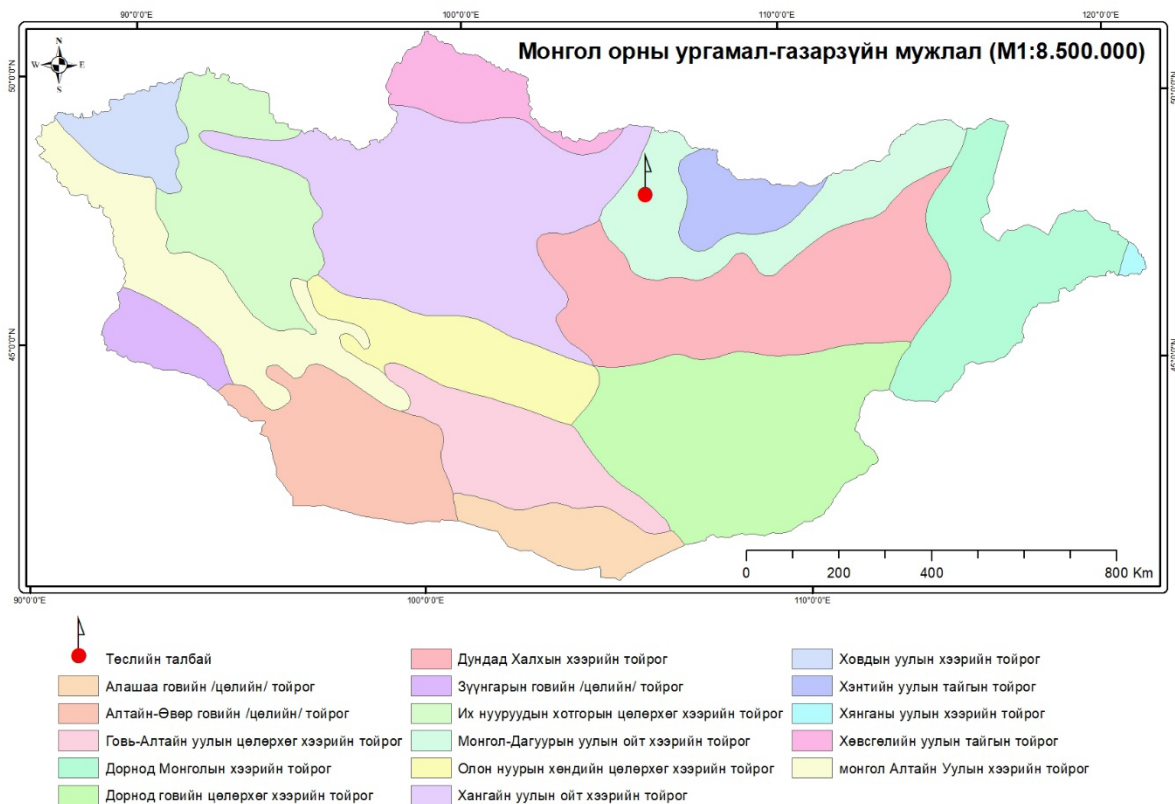 90°0'0"E 100°0'0"E 110°0'0"E 120°0'0"E
Монгол орны ургамал-газарзүйн мужлал (М1:8.500.000)
N
W E
S
50°0'0"N
45°0'0"N 45°0'0"N
0 200 400 800 Km
90°0'0"E 100°0'0"E 110°0'0"E
Төслийн талбай
Алашаа говийн /цөлийн/ тойрог
Алтайн-Өвөр говийн /цөлийн/ тойрог
Говь-Алтайн уулын цөлөрхөг хээрийн тойрог
Дорнод Монголын хээрийн тойрог
Дорнод говийн цөлөрхөг хээрийн тойрог
Дундад Халхын хээрийн тойрог
Зүүнгарын говийн /цөлийн/ тойрог
Их нууруудын хотгорын цөлөрхөг хээрийн тойрог
Монгол-Дагуурын уулын ойт хээрийн тойрог
Олон нуурын хөндийн цөлөрхөг хээрийн тойрог
Хангайн уулын ойт хээрийн тойрог
Ховдын уулын хээрийн тойрог
Хэнтийн уулын тайгын тойрог
Хянганы уулын хээрийн тойрог
Хөвсгөлийн уулын тайгын тойрог
монгол Алтайн Уулын хээрийн тойрог